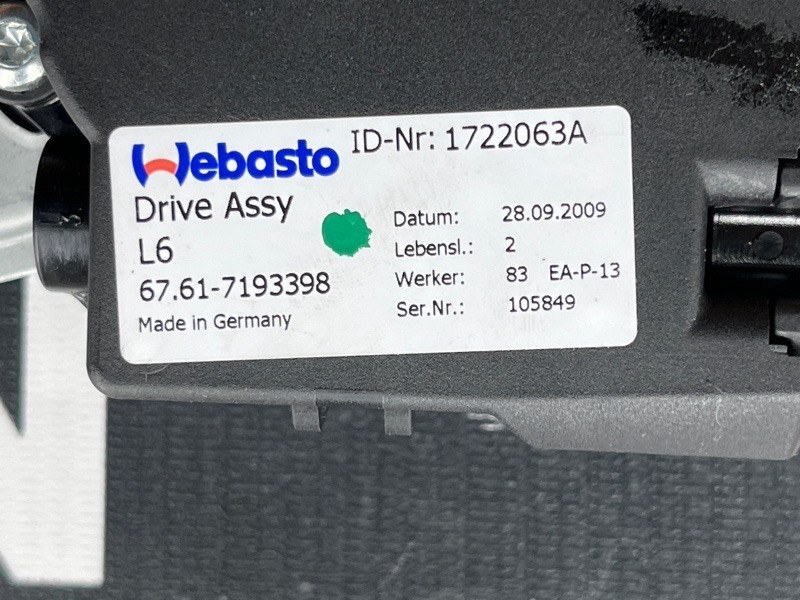 Webasto
ID-Nr: 1722063A
Drive Assy
L6
67.61-7193398
Made in Germany
Datum: 28.09.2009
Lebensl.: 2
Werker: 83 EA-P-13
Ser.Nr.: 105849